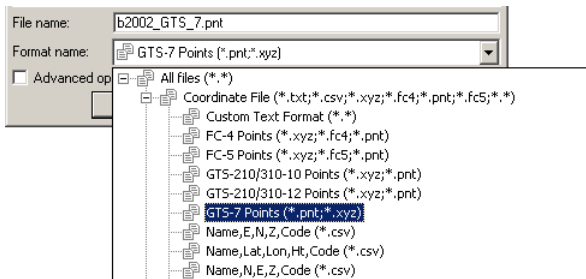 File name: b2002_GTS_7.pnt
Format name: GTS-7 Points (*.pnt;*.xyz)
Advanced op
All files (*.*)
Coordinate File (*.txt;*.csv;*.xyz;*.fc4;*.pnt;*.fc5;*.*)
Custom Text Format (*.*)
FC-4 Points (*.xyz;*.fc4;*.pnt)
FC-5 Points (*.xyz;*.fc5;*.pnt)
GTS-210/310-10 Points (*.xyz;*.pnt)
GTS-210/310-12 Points (*.xyz;*.pnt)
GTS-7 Points (*.pnt;*.xyz)
Name,E,N,Z,Code (*.csv)
Name,Lat,Lon,Ht,Code (*.csv)
Name,N,E,Z,Code (*.csv)